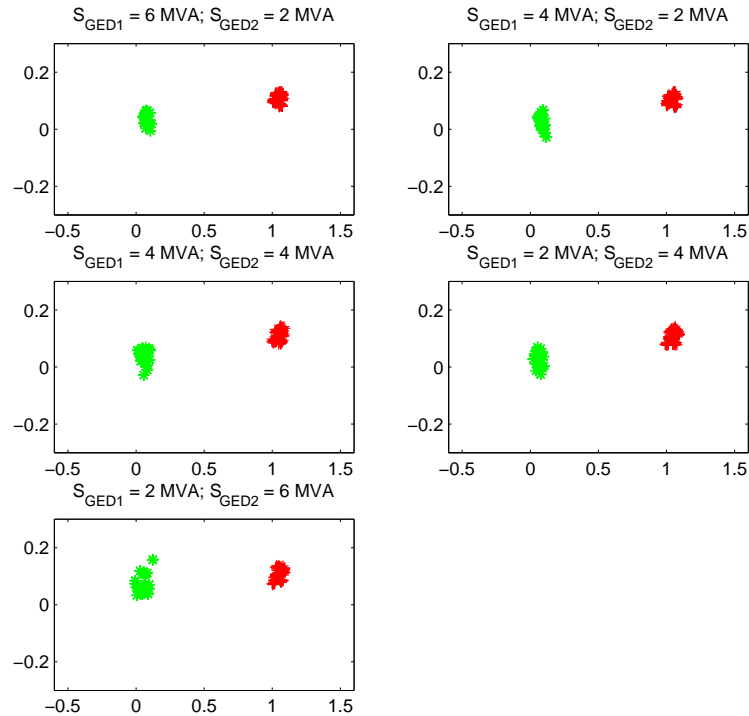 S_GED1 = 6 MVA; S_GED2 = 2 MVA
0.2
0
−0.2
−0.5 0 0.5 1 1.5
S_GED1 = 4 MVA; S_GED2 = 2 MVA
0.2
0
−0.2
−0.5 0 0.5 1 1.5
S_GED1 = 4 MVA; S_GED2 = 4 MVA
0.2
0
−0.2
−0.5 0 0.5 1 1.5
S_GED1 = 2 MVA; S_GED2 = 4 MVA
0.2
0
−0.2
−0.5 0 0.5 1 1.5
S_GED1 = 2 MVA; S_GED2 = 6 MVA
0.2
0
−0.2
−0.5 0 0.5 1 1.5